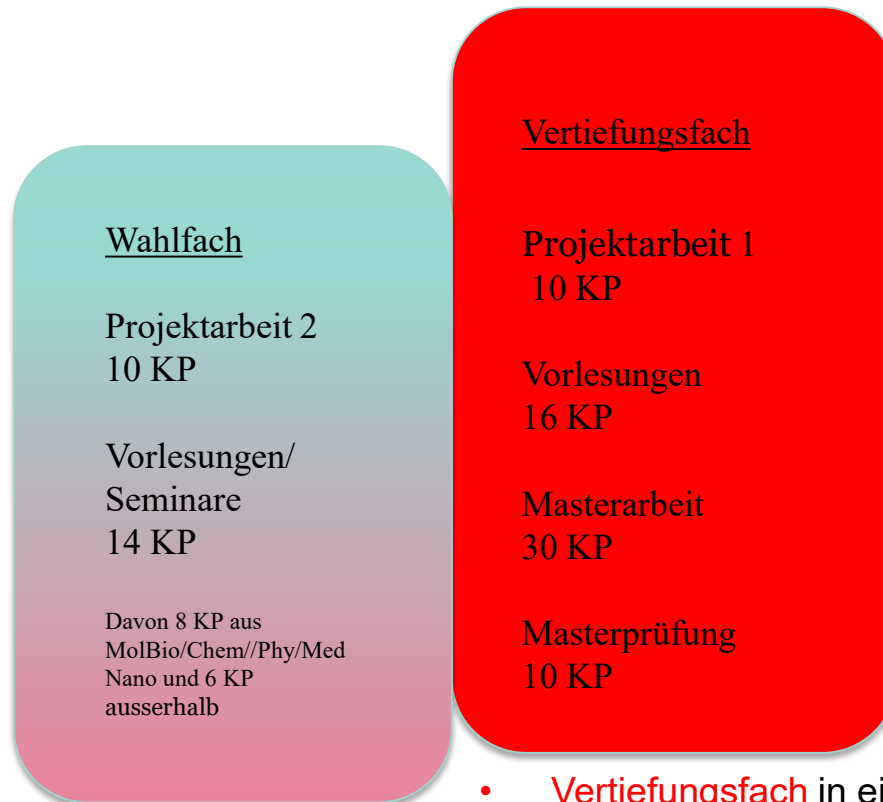 Wahlfach
Projektarbeit 2
10 KP
Vorlesungen/
Seminare
14 KP
Davon 8 KP aus
MolBio/Chem//Phy/Med
Nano und 6 KP
ausserhalb
Vertiefungsfach
Projektarbeit 1
10 KP
Vorlesungen
16 KP
Masterarbeit
30 KP
Masterprüfung
10 KP
• Vertiefungsfach in ei